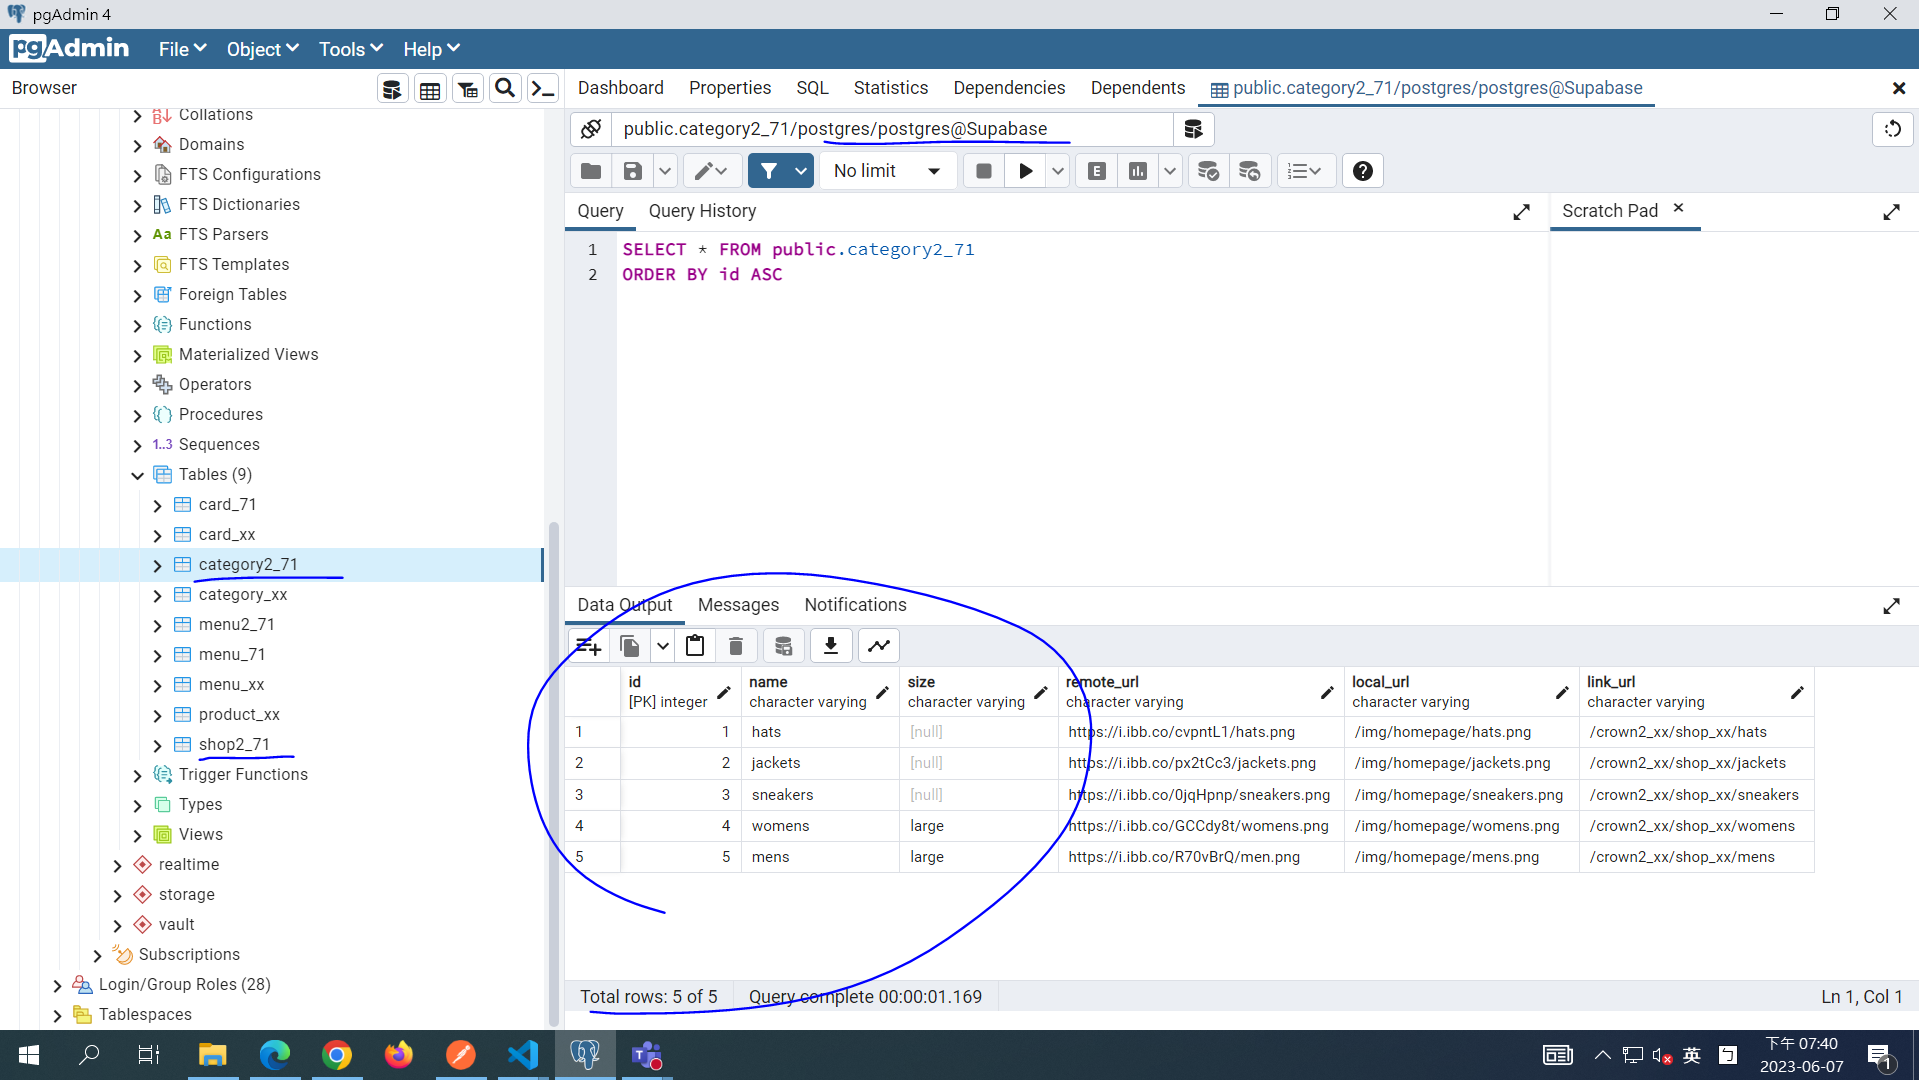 pgAdmin 4
pgAdmin File Object Tools Help
Browser
Dashboard Properties SQL Statistics Dependencies Dependents public.category2_71/postgres/postgres@Supabase
public.category2_71/postgres/postgres@Supabase
No limit
E
Query Query History
Scratch Pad
1 SELECT * FROM public.category2_71
2 ORDER BY id ASC
Collations
Domains
FTS Configurations
FTS Dictionaries
Aa FTS Parsers
FTS Templates
Foreign Tables
Functions
Materialized Views
Operators
Procedures
1..3 Sequences
Tables (9)
card_71
card_xx
category2_71
category_xx
menu2_71
menu_71
menu_xx
product_xx
shop2_71
Trigger Functions
Types
Views
realtime
storage
vault
Subscriptions
Login/Group Roles (28)
Tablespaces
Data Output Messages Notifications
id name size remote_url local_url link_url
[PK] integer character varying character varying character varying character varying character varying
1 1 hats [null] https://i.ibb.co/cvpntL1/hats.png /img/homepage/hats.png /crown2_xx/shop_xx/hats
2 2 jackets [null] https://i.ibb.co/px2tCc3/jackets.png /img/homepage/jackets.png /crown2_xx/shop_xx/jackets
3 3 sneakers [null] https://i.ibb.co/0jqHpnp/sneakers.png /img/homepage/sneakers.png /crown2_xx/shop_xx/sneakers
4 4 womens large https://i.ibb.co/GCCdy8t/womens.png /img/homepage/womens.png /crown2_xx/shop_xx/womens
5 5 mens large https://i.ibb.co/R70vBrQ/men.png /img/homepage/mens.png /crown2_xx/shop_xx/mens
Total rows: 5 of 5 Query complete 00:00:01.169
Ln 1, Col 1
英 ㄅ 下午 07:40
2023-06-07
1